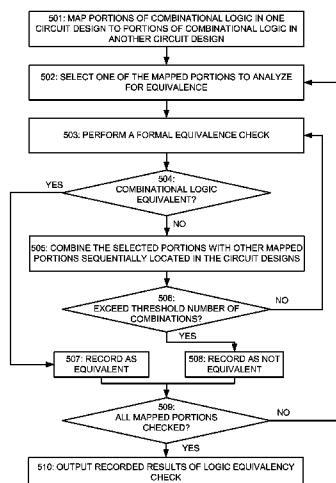 501: MAP PORTIONS OF COMBINATIONAL LOGIC IN ONE
CIRCUIT DESIGN TO PORTIONS OF COMBINATIONAL LOGIC IN
ANOTHER CIRCUIT DESIGN
502: SELECT ONE OF THE MAPPED PORTIONS TO ANALYZE
FOR EQUIVALENCE
503: PERFORM A FORMAL EQUIVALENCE CHECK
504:
COMBINATIONAL LOGIC
EQUIVALENT?
YES
NO
505: COMBINE THE SELECTED PORTIONS WITH OTHER MAPPED
PORTIONS SEQUENTIALLY LOCATED IN THE CIRCUIT DESIGNS
506:
EXCEED THRESHOLD NUMBER OF
COMBINATIONS?
NO
YES
507: RECORD AS
EQUIVALENT
508: RECORD AS NOT
EQUIVALENT
509:
ALL MAPPED PORTIONS
CHECKED?
NO
YES
510: OUTPUT RECORDED RESULTS OF LOGIC EQUIVALENCY
CHECK